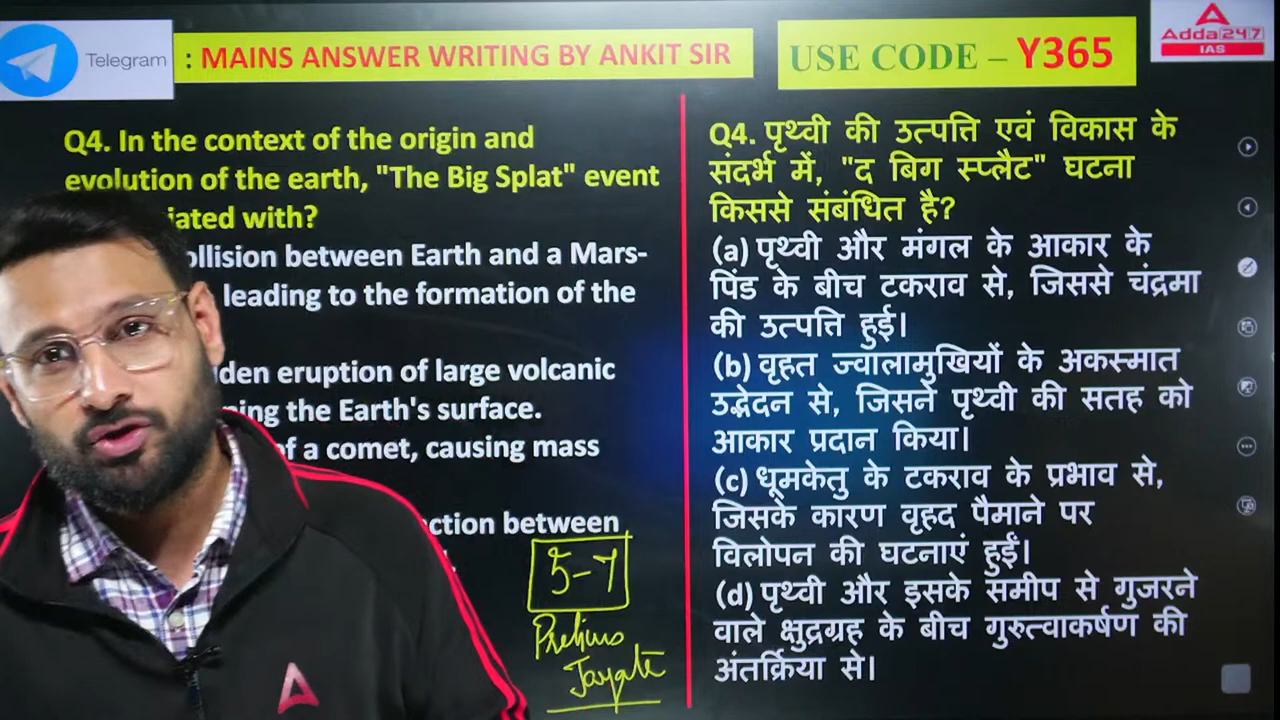 Telegram
: MAINS ANSWER WRITING BY ANKIT SIR
USE CODE – Y365
Adda247
IAS
Q4. In the context of the origin and
evolution of the earth, "The Big Splat" event
iated with?
ollision between Earth and a Mars-
leading to the formation of the
den eruption of large volcanic
ing the Earth's surface.
of a comet, causing mass
ction between
5-7
Prelims
Q4. पृथ्वी की उत्पत्ति एवं विकास के
संदर्भ में, "द बिग स्प्लैट" घटना
किससे संबंधित है?
(a) पृथ्वी और मंगल के आकार के
पिंड के बीच टकराव से, जिससे चंद्रमा
की उत्पत्ति हुई।
(b) वृहत ज्वालामुखियों के अकस्मात
उद्भेदन से, जिसने पृथ्वी की सतह को
आकार प्रदान किया।
(c) धूमकेतु के टकराव के प्रभाव से,
जिसके कारण वृहद पैमाने पर
विलोपन की घटनाएं हुईं।
(d) पृथ्वी और इसके समीप से गुजरने
वाले क्षुद्रग्रह के बीच गुरुत्वाकर्षण की
अंतर्क्रिया से।